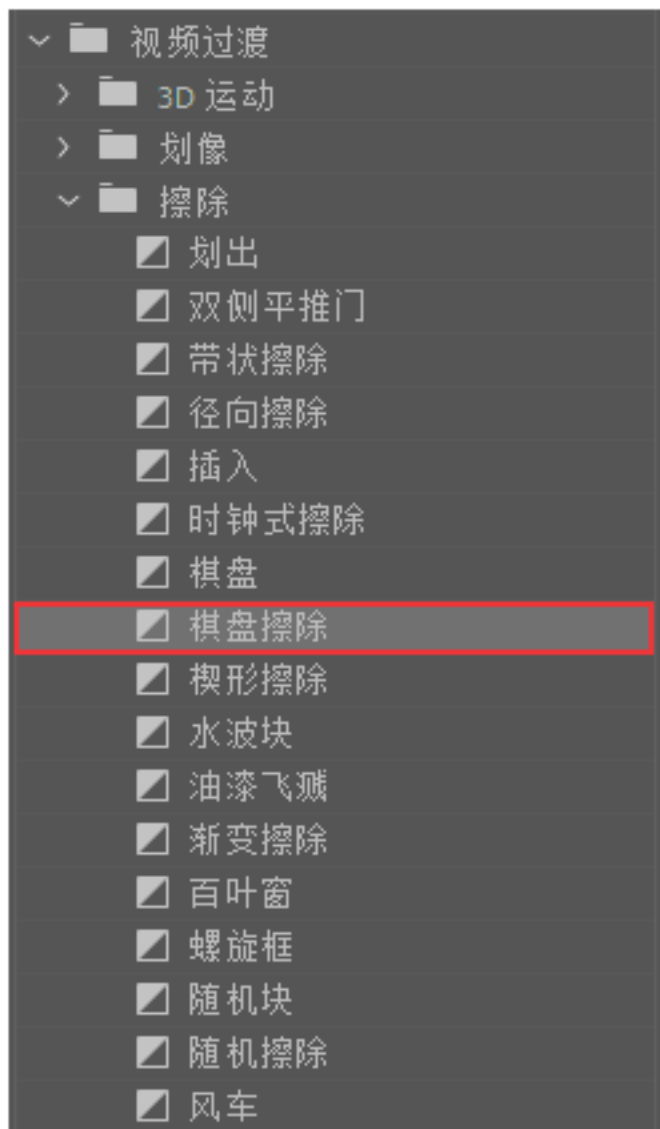 视频过渡
3D 运动
划像
擦除
划出
双侧平推门
带状擦除
径向擦除
插入
时钟式擦除
棋盘
棋盘擦除
楔形擦除
水波块
油漆飞溅
渐变擦除
百叶窗
螺旋框
随机块
随机擦除
风车